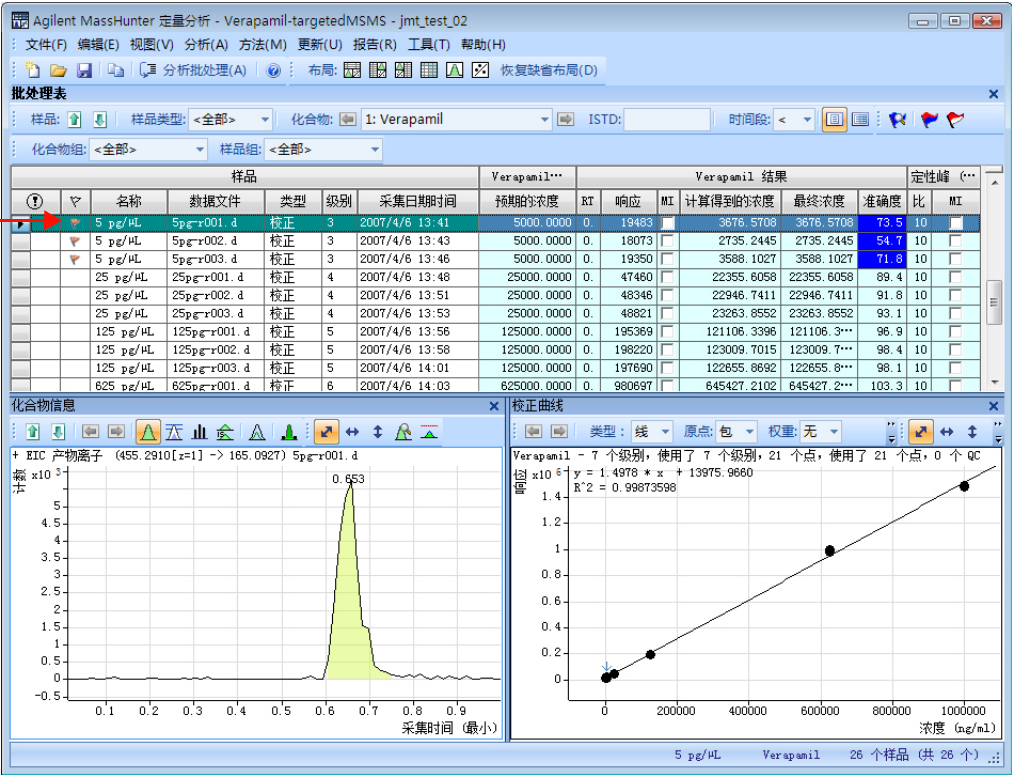 Agilent MassHunter 定量分析 - Verapamil-targetedMSMS - jmt_test_02
文件(F) 编辑(E) 视图(V) 分析(A) 方法(M) 更新(U) 报告(R) 工具(T) 帮助(H)
分析批处理(A) 布局: 恢复缺省布局(D)
批处理表
样品: 样品类型: <全部> 化合物: 1: Verapamil ISTD: 时间段: <
化合物组: <全部> 样品组: <全部>
样品 Verapamil… Verapamil 结果 定性峰 (…
名称 数据文件 类型 级别 采集日期时间 预期的浓度 RT 响应 MI 计算得到的浓度 最终浓度 准确度 比 MI
5 pg/µL 5pg-r001.d 校正 3 2007/4/6 13:41 5000.0000 0. 19483 3676.5708 3676.5708 73.5 10
5 pg/µL 5pg-r002.d 校正 3 2007/4/6 13:43 5000.0000 0. 18073 2735.2445 2735.2445 54.7 10
5 pg/µL 5pg-r003.d 校正 3 2007/4/6 13:46 5000.0000 0. 19350 3588.1027 3588.1027 71.8 10
25 pg/µL 25pg-r001.d 校正 4 2007/4/6 13:48 25000.0000 0. 47460 22355.6058 22355.6058 89.4 10
25 pg/µL 25pg-r002.d 校正 4 2007/4/6 13:51 25000.0000 0. 48346 22946.7411 22946.7411 91.8 10
25 pg/µL 25pg-r003.d 校正 4 2007/4/6 13:53 25000.0000 0. 48821 23263.8552 23263.8552 93.1 10
125 pg/µL 125pg-r001.d 校正 5 2007/4/6 13:56 125000.0000 0. 195369 121106.3396 121106.3… 96.9 10
125 pg/µL 125pg-r002.d 校正 5 2007/4/6 13:58 125000.0000 0. 198220 123009.7015 123009.7… 98.4 10
125 pg/µL 125pg-r003.d 校正 5 2007/4/6 14:01 125000.0000 0. 197690 122655.8692 122655.8… 98.1 10
625 pg/µL 625pg-r001.d 校正 6 2007/4/6 14:03 625000.0000 0. 980697 645427.2102 645427.2… 103.3 10
化合物信息
+ EIC 产物离子 (455.2910[z=1] -> 165.0927) 5pg-r001.d
计数 x10 3
0.653
5
4.5
4
3.5
3
2.5
2
1.5
1
0.5
0
-0.5
0.1 0.2 0.3 0.4 0.5 0.6 0.7 0.8 0.9
采集时间 (最小)
校正曲线
类型: 线 原点: 包 权重: 无
Verapamil - 7 个级别，使用了 7 个级别，21 个点，使用了 21 个点，0 个 QC
响应 x10 6
y = 1.4978 * x + 13975.9660
R^2 = 0.99873598
1.4
1.2
1
0.8
0.6
0.4
0.2
0
0 200000 400000 600000 800000 1000000
浓度 (ng/ml)
5 pg/µL Verapamil 26 个样品 (共 26 个)